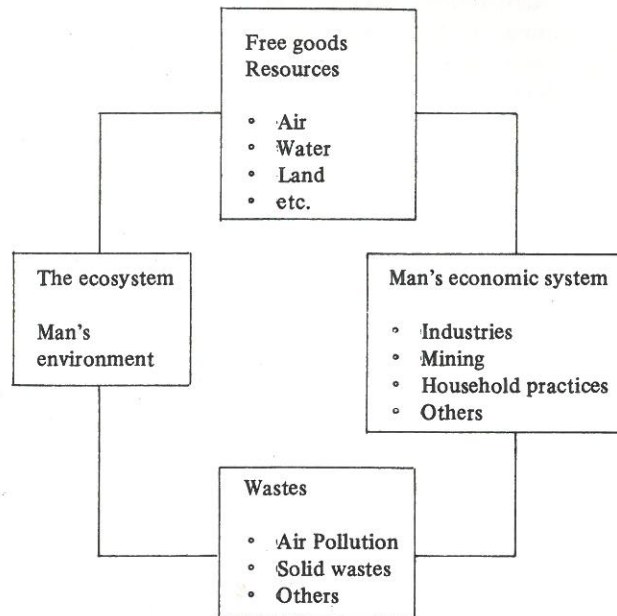 Free goods
Resources
° Air
° Water
° Land
° etc.
The ecosystem
Man's
environment
Man's economic system
° Industries
° Mining
° Household practices
° Others
Wastes
° Air Pollution
° Solid wastes
° Others